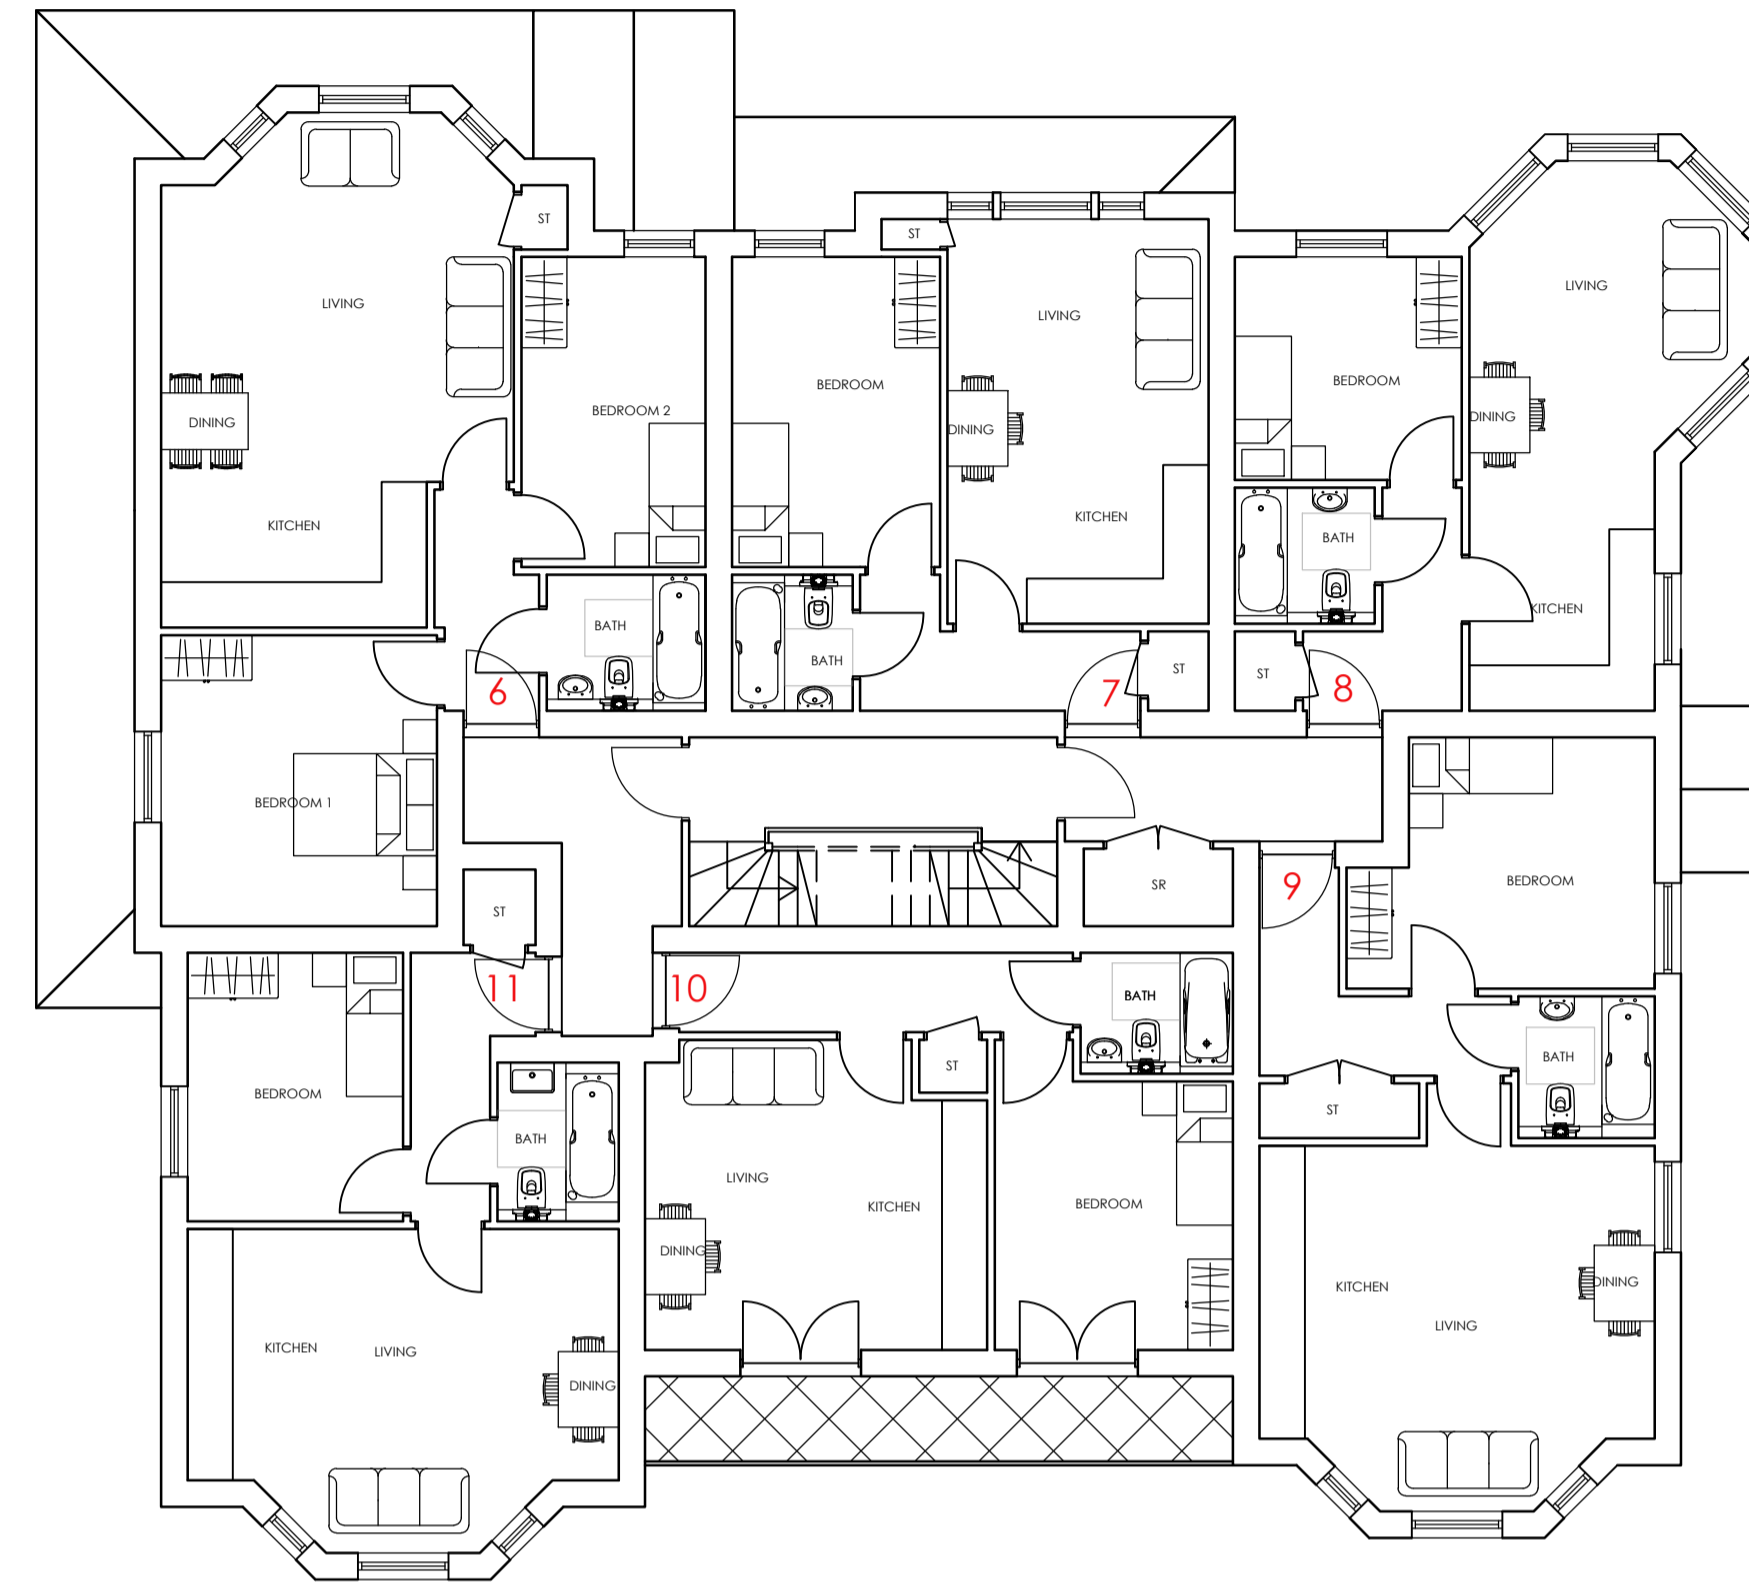 ST
LIVING
DINING
KITCHEN
BEDROOM 2
BATH
6
BEDROOM 1
ST
LIVING
BEDROOM
DINING
KITCHEN
BATH
7
ST
LIVING
BEDROOM
DINING
BATH
KITCHEN
ST
8
SR
9
BEDROOM
BATH
ST
KITCHEN
DINING
LIVING
ST
11
BEDROOM
BATH
KITCHEN
LIVING
DINING
10
BATH
ST
LIVING
KITCHEN
DINING
BEDROOM